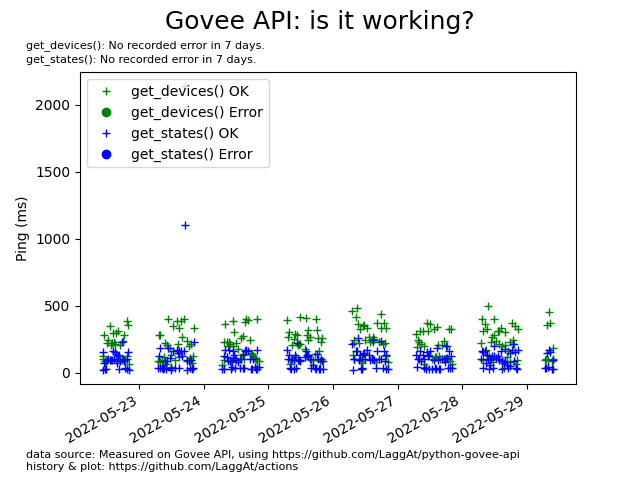 Govee API: is it working?
get_devices(): No recorded error in 7 days.
get_states(): No recorded error in 7 days.
get_devices() OK
get_devices() Error
get_states() OK
get_states() Error
Ping (ms)
2000
1500
1000
500
0
2022-05-23
2022-05-24
2022-05-25
2022-05-26
2022-05-27
2022-05-28
2022-05-29
data source: Measured on Govee API, using https://github.com/LaggAt/python-govee-api
history & plot: https://github.com/LaggAt/actions